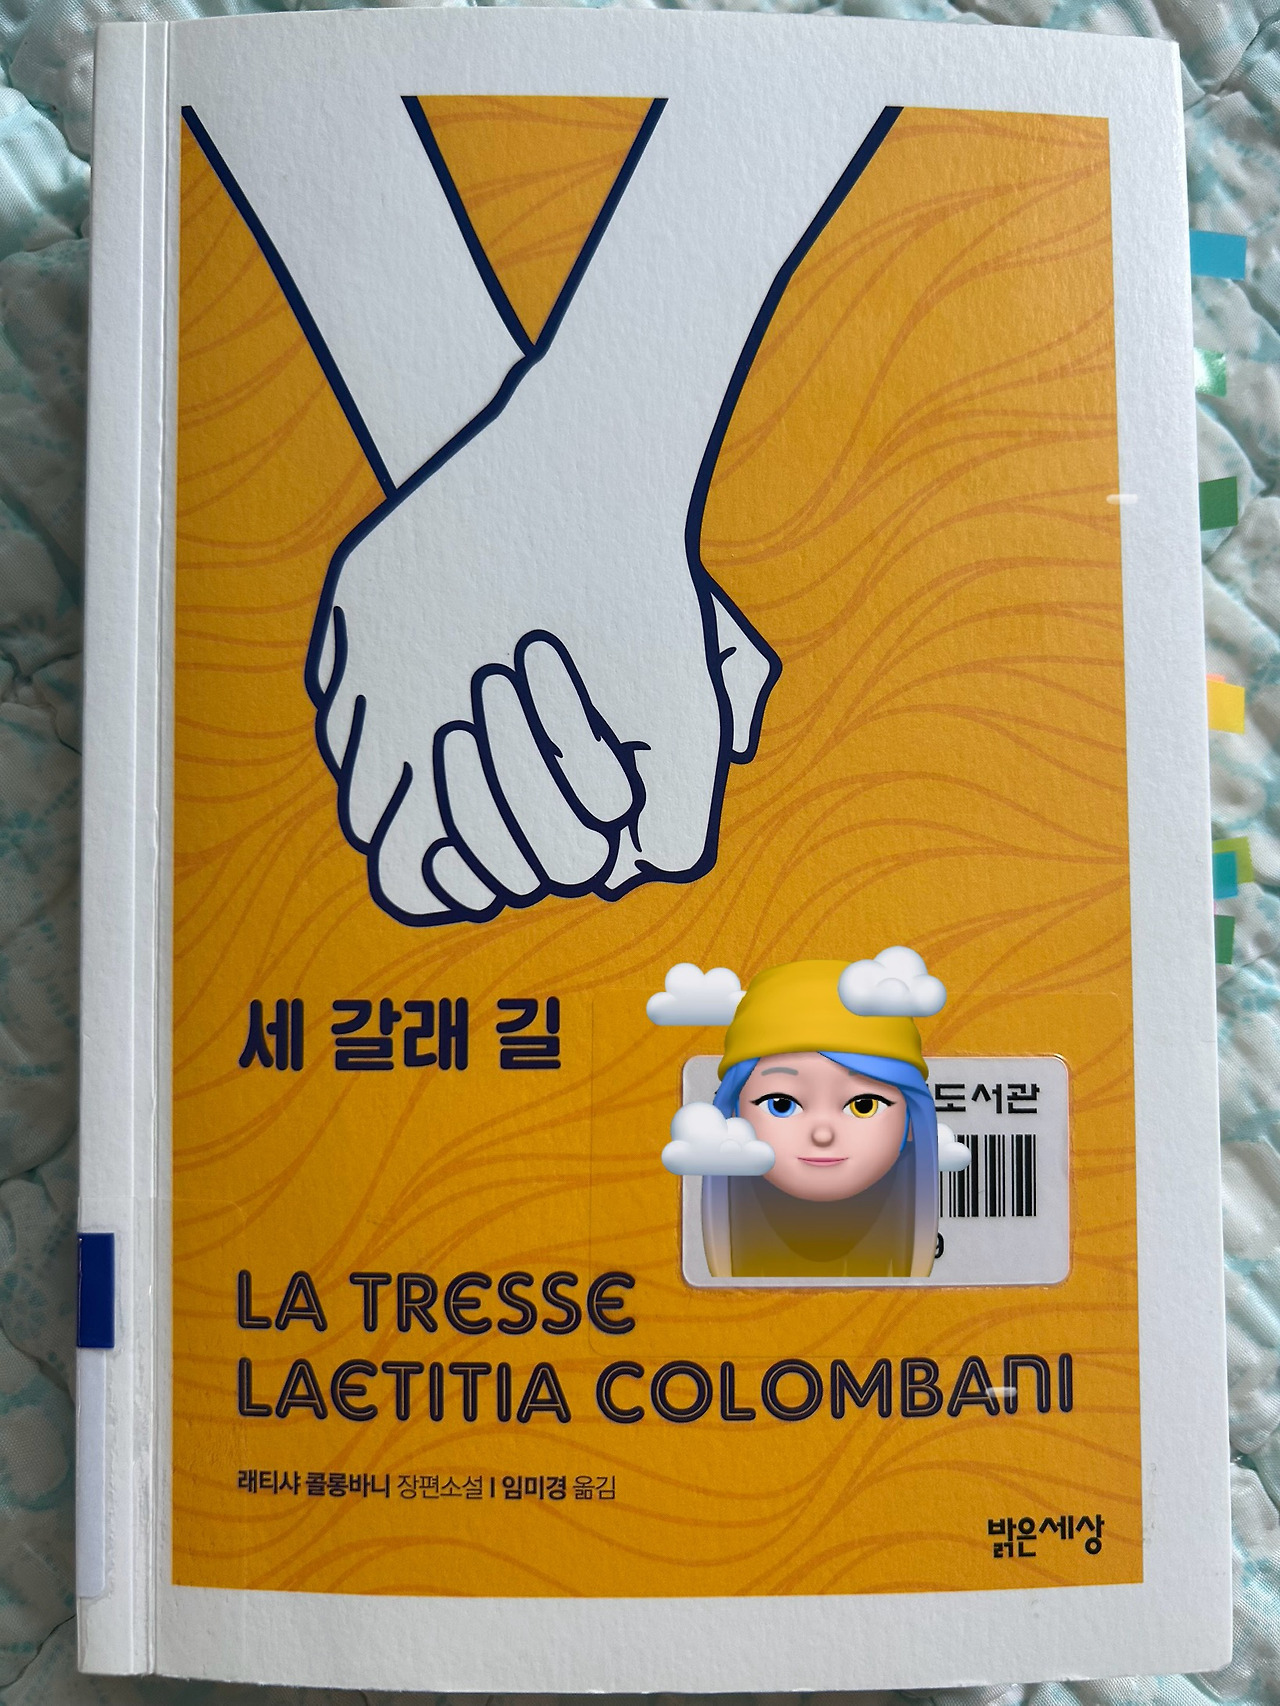 세 갈래 길
도서관
9
LA TRESSE
LAETITIA COLOMBANI
래티샤 콜롱바니 장편소설 | 임미경 옮김
밝은세상